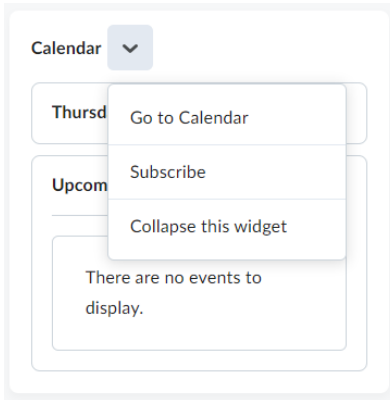 Calendar
Thursd
Go to Calendar
Subscribe
Upcom
Collapse this widget
There are no events to
display.